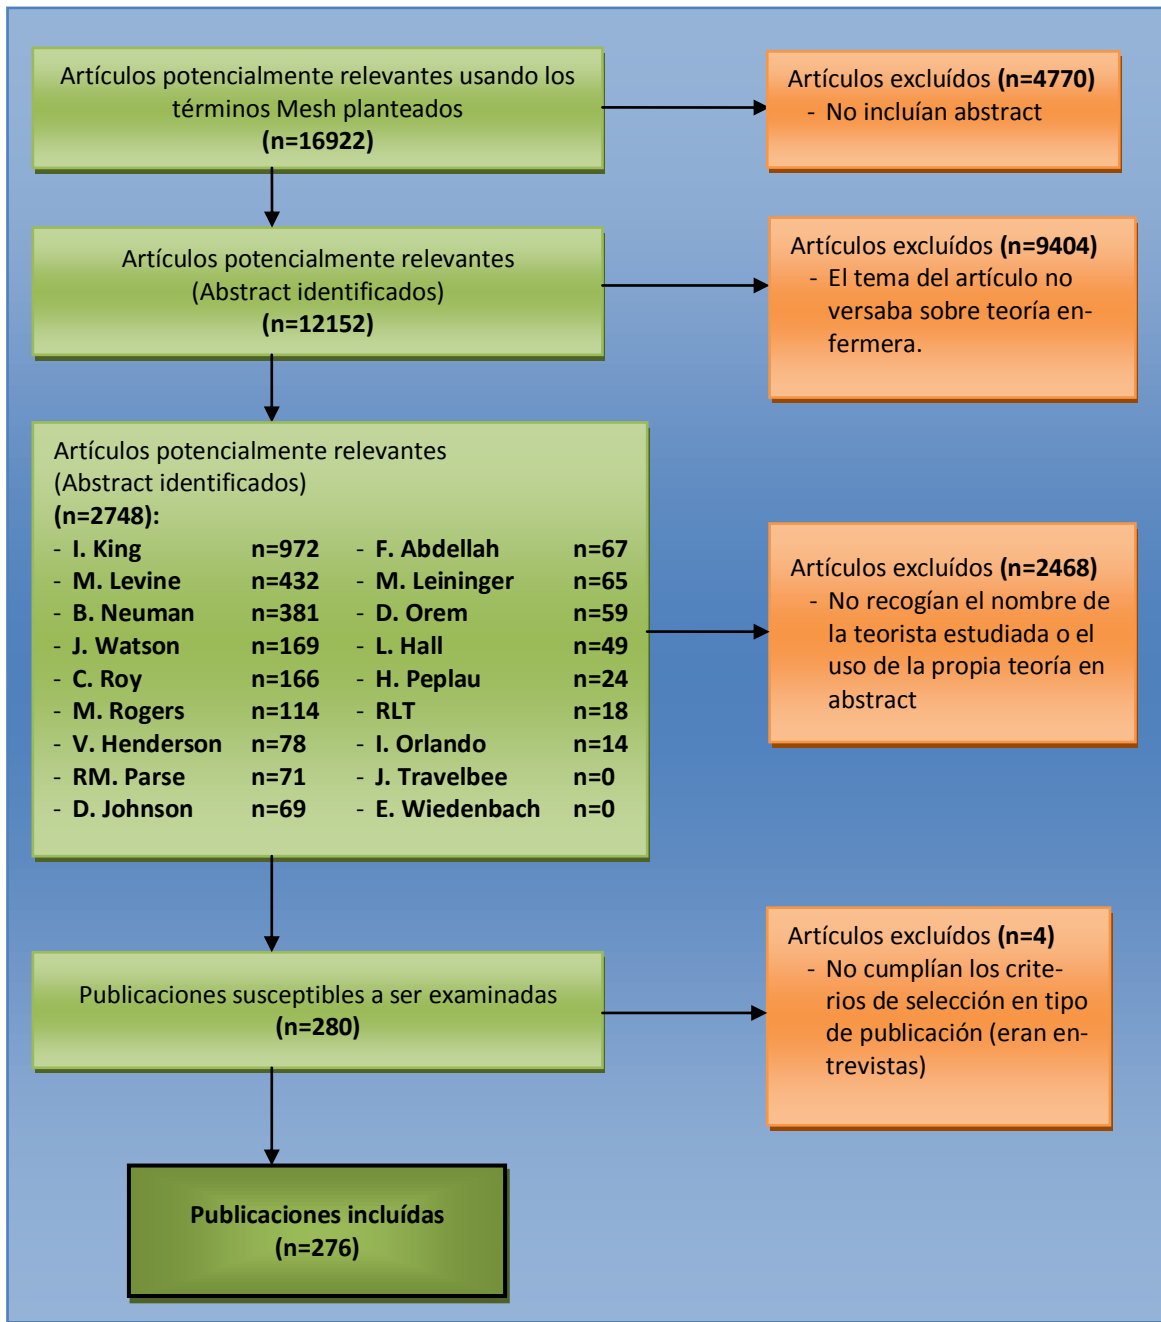 Artículos potencialmente relevantes usando los
términos Mesh planteados
(n=16922)
Artículos excluídos (n=4770)
- No incluían abstract
Artículos potencialmente relevantes
(Abstract identificados)
(n=12152)
Artículos excluídos (n=9404)
- El tema del artículo no
versaba sobre teoría en-
fermera.
Artículos potencialmente relevantes
(Abstract identificados)
(n=2748):
- I. King n=972 - F. Abdellah n=67
- M. Levine n=432 - M. Leininger n=65
- B. Neuman n=381 - D. Orem n=59
- J. Watson n=169 - L. Hall n=49
- C. Roy n=166 - H. Peplau n=24
- M. Rogers n=114 - RLT n=18
- V. Henderson n=78 - I. Orlando n=14
- RM. Parse n=71 - J. Travelbee n=0
- D. Johnson n=69 - E. Wiedenbach n=0
Artículos excluídos (n=2468)
- No recogían el nombre de
la teorista estudiada o el
uso de la propia teoría en
abstract
Publicaciones susceptibles a ser examinadas
(n=280)
Artículos excluídos (n=4)
- No cumplían los crite-
rios de selección en tipo
de publicación (eran en-
trevistas)
Publicaciones incluídas
(n=276)